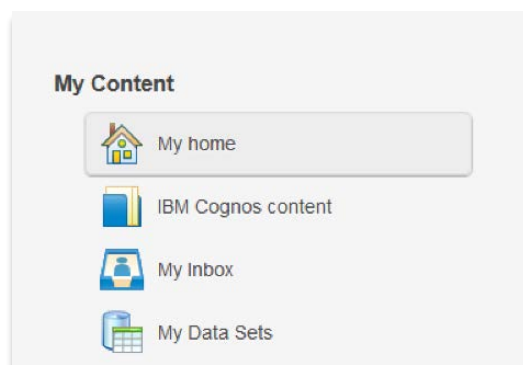 My Content
My home
IBM Cognos content
My Inbox
My Data Sets